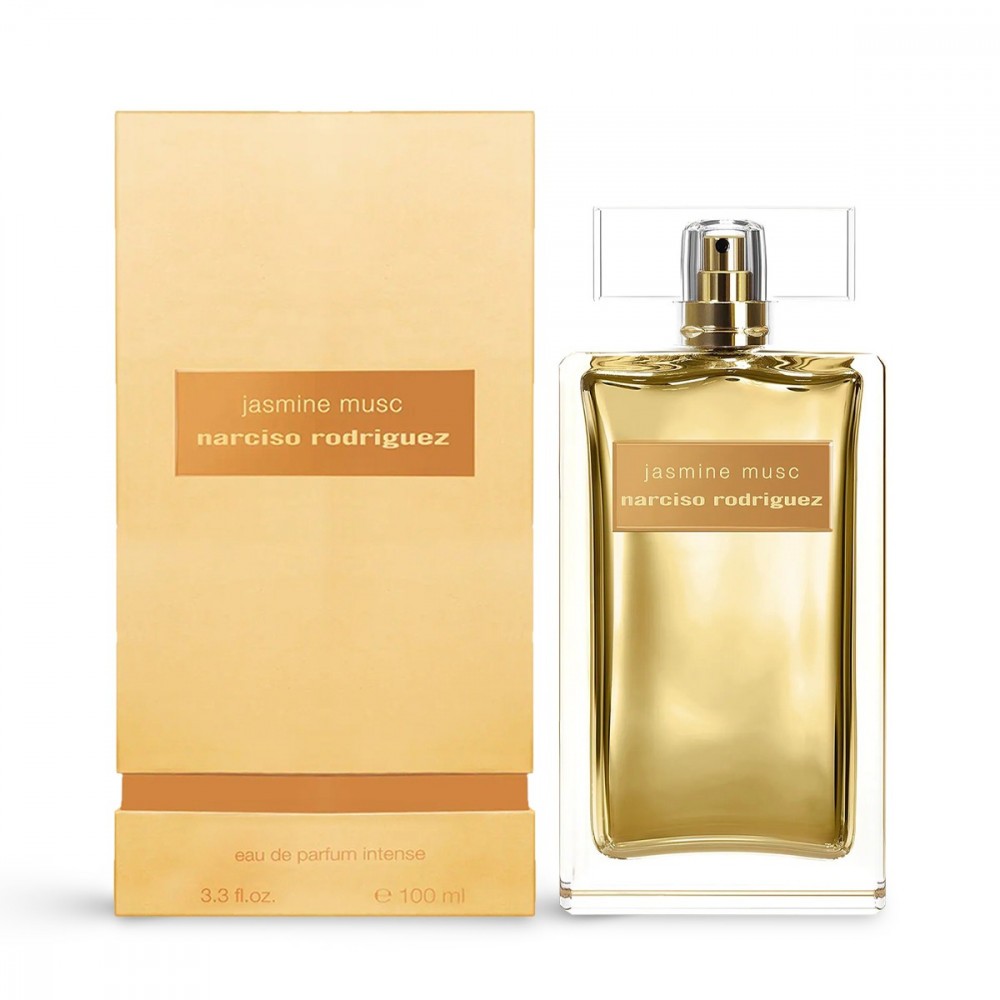 jasmine musc
narciso rodriguez
eau de parfum intense
3.3 fl.oz. ℮ 100 ml
jasmine musc
narciso rodriguez